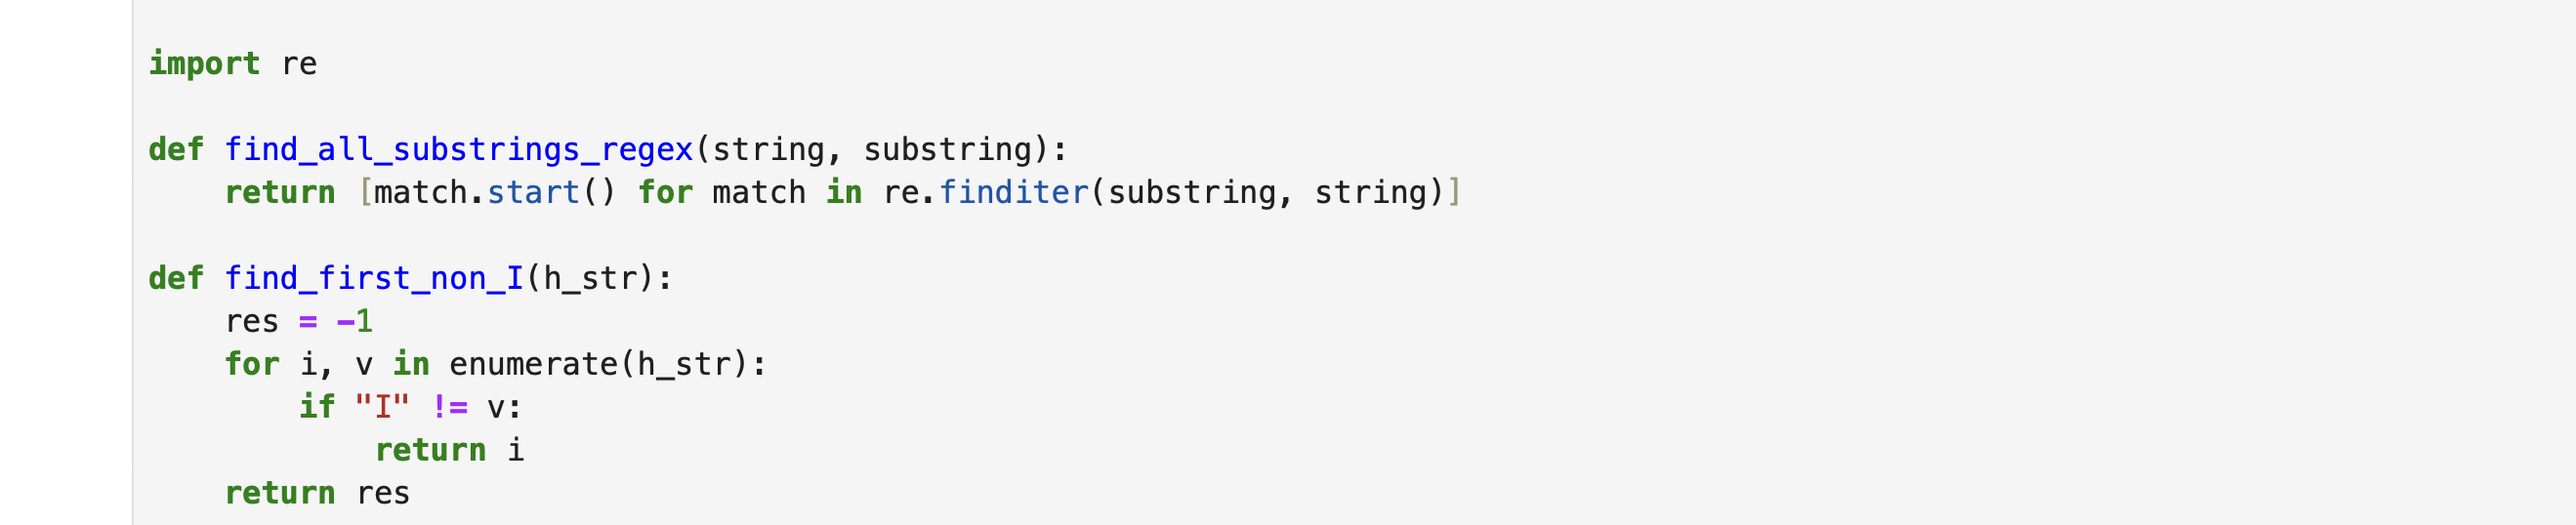 import re
def find_all_substrings_regex(string, substring):
    return [match.start() for match in re.finditer(substring, string)]
def find_first_non_I(h_str):
    res = -1
    for i, v in enumerate(h_str):
        if "I" != v:
            return i
    return res